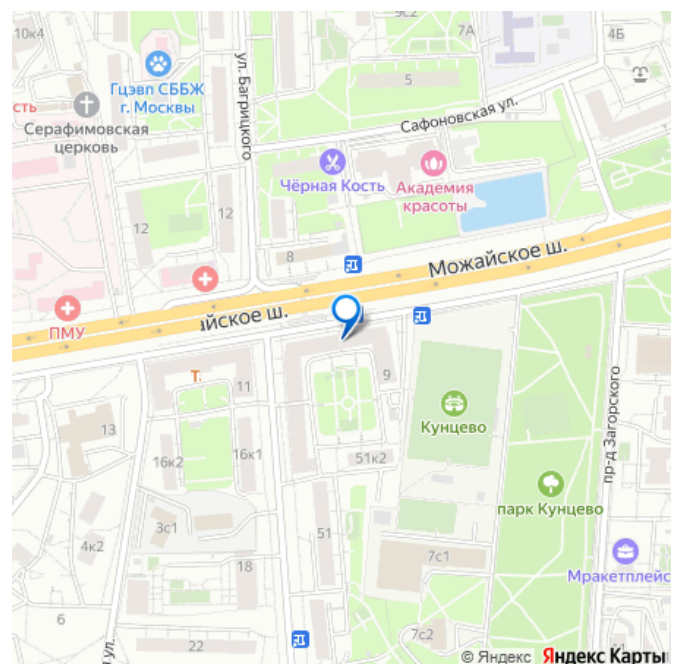 10к4
9с2
7А
4Б
Гцэвп СББЖ
г. Москвы
ул. Багрицкого
5
сть
Серафимовская
церковь
Сафоновская ул.
Чёрная Кость
Академия
красоты
12
12
8
Можайское ш.
ПМУ
айское ш.
Т.
11
9
Кунцево
пр-д Загорского
13
16к2
16к1
51к2
парк Кунцево
3с1
51
4к2
7с1
Мракетплейс
18
6
7с2
22
ул.
© Яндекс Яндекс Карты